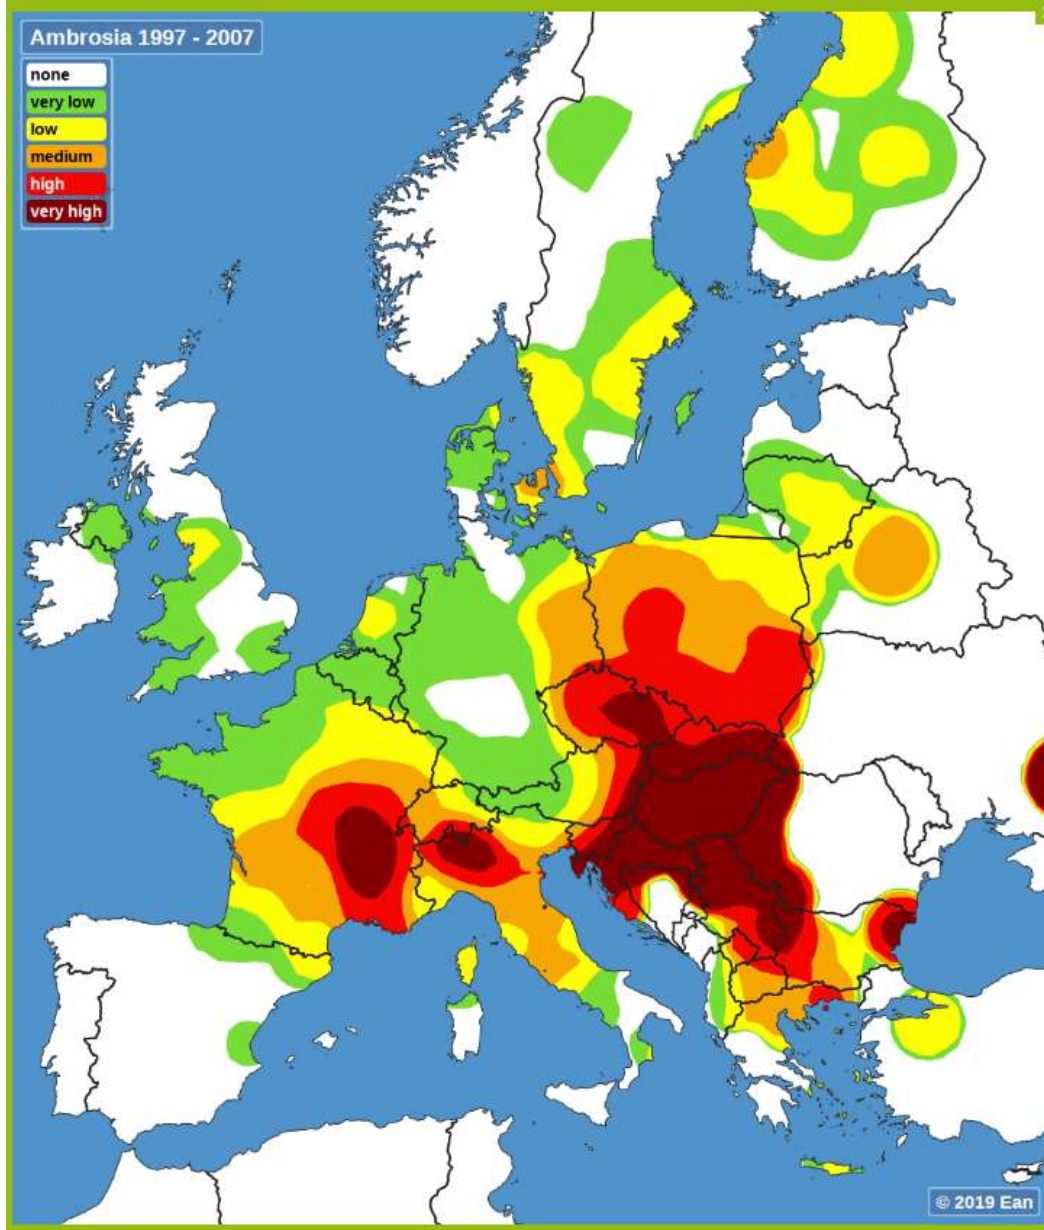 Ambrosia 1997 - 2007
none
very low
low
medium
high
very high
© 2019 Ean